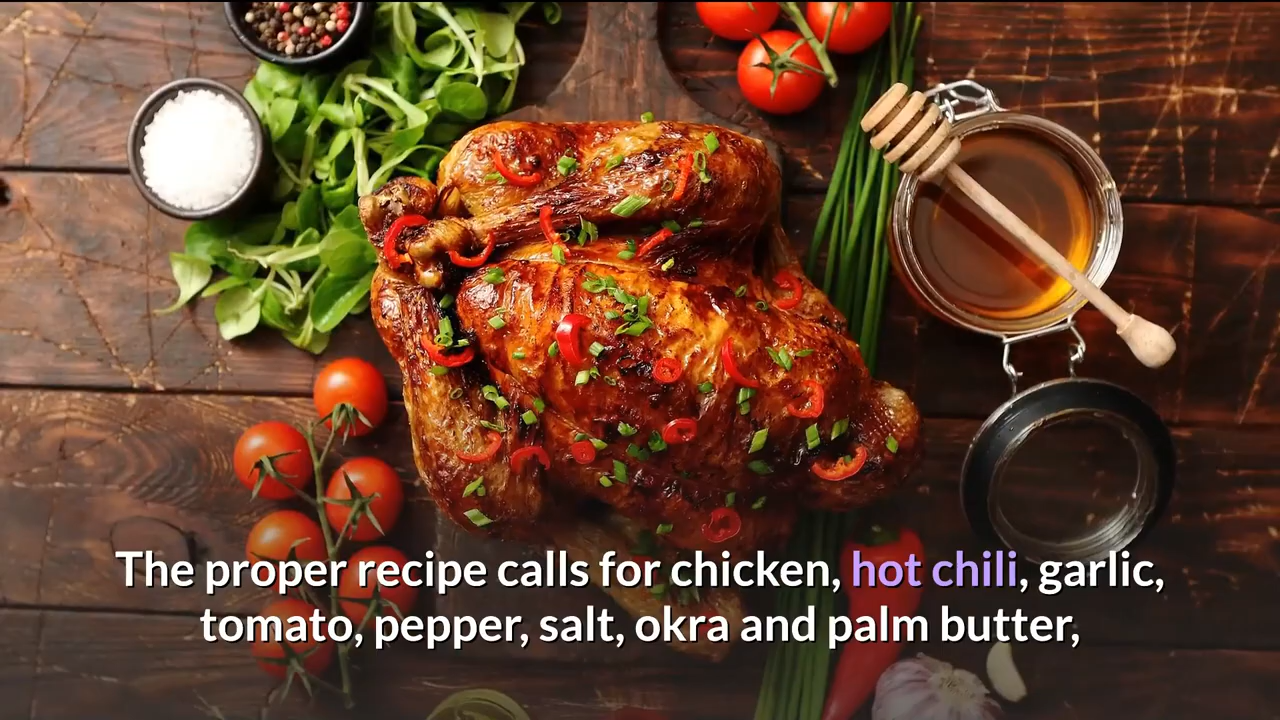 The proper recipe calls for chicken, hot chili, garlic,
tomato, pepper, salt, okra and palm butter,